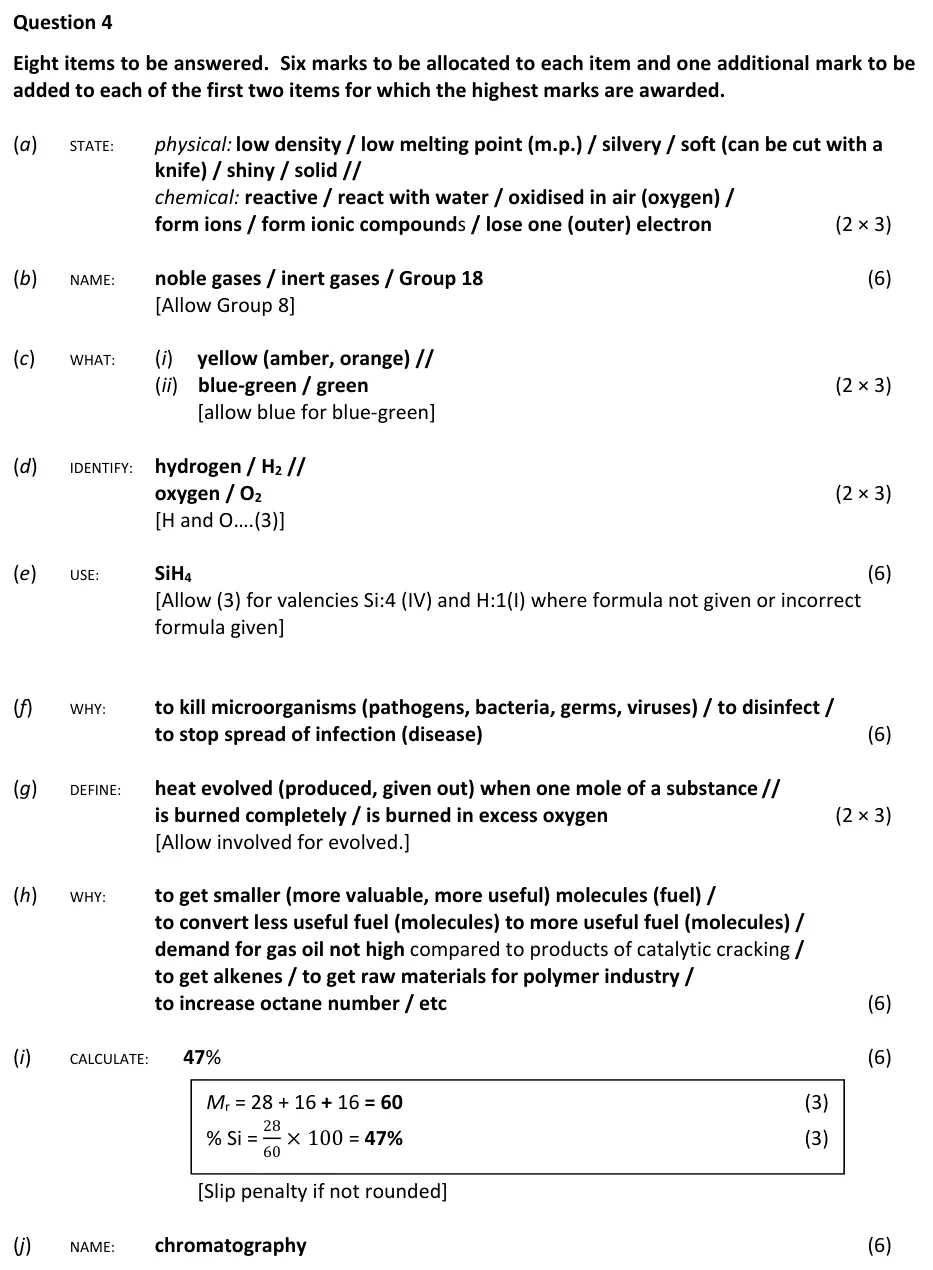 Question 4
Eight items to be answered.  Six marks to be allocated to each item and one additional mark to be
added to each of the first two items for which the highest marks are awarded.
(a) STATE: physical: low density / low melting point (m.p.) / silvery / soft (can be cut with a
knife) / shiny / solid //
chemical: reactive / react with water / oxidised in air (oxygen) /
form ions / form ionic compounds / lose one (outer) electron (2 × 3)
(b) NAME: noble gases / inert gases / Group 18 (6)
[Allow Group 8]
(c) WHAT: (i) yellow (amber, orange) //
(ii) blue-green / green (2 × 3)
[allow blue for blue-green]
(d) IDENTIFY: hydrogen / H₂ //
oxygen / O₂ (2 × 3)
[H and O....(3)]
(e) USE: SiH₄ (6)
[Allow (3) for valencies Si:4 (IV) and H:1(I) where formula not given or incorrect
formula given]
(f) WHY: to kill microorganisms (pathogens, bacteria, germs, viruses) / to disinfect /
to stop spread of infection (disease) (6)
(g) DEFINE: heat evolved (produced, given out) when one mole of a substance //
is burned completely / is burned in excess oxygen (2 × 3)
[Allow involved for evolved.]
(h) WHY: to get smaller (more valuable, more useful) molecules (fuel) /
to convert less useful fuel (molecules) to more useful fuel (molecules) /
demand for gas oil not high compared to products of catalytic cracking /
to get alkenes / to get raw materials for polymer industry /
to increase octane number / etc (6)
(i) CALCULATE: 47% (6)
Mr = 28 + 16 + 16 = 60 (3)
% Si = 28/60 × 100 = 47% (3)
[Slip penalty if not rounded]
(j) NAME: chromatography (6)